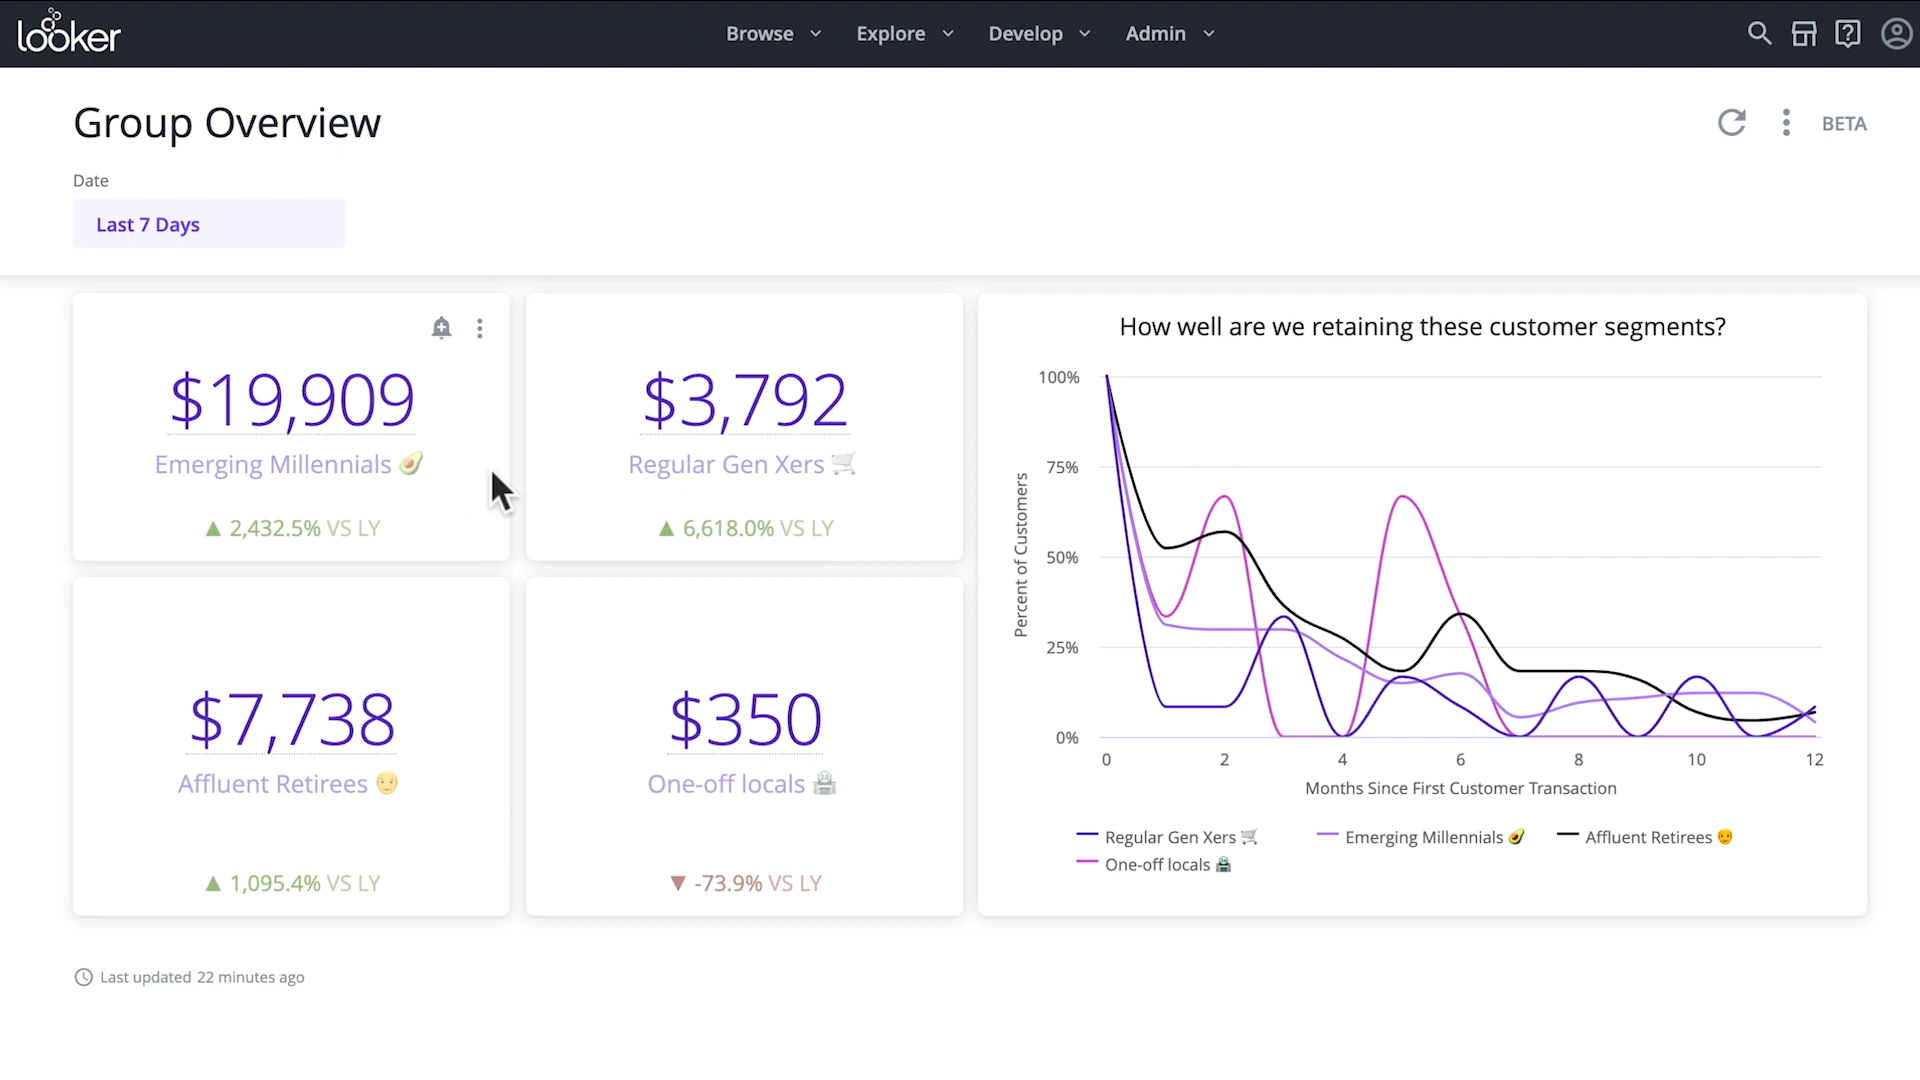 looker
Browse
Explore
Develop
Admin
Group Overview
BETA
Date
Last 7 Days
$19,909
Emerging Millennials 🥑
▲ 2,432.5% VS LY
$3,792
Regular Gen Xers 🛒
▲ 6,618.0% VS LY
$7,738
Affluent Retirees 👴
▲ 1,095.4% VS LY
$350
One-off locals 🏪
▼ -73.9% VS LY
How well are we retaining these customer segments?
100%
75%
50%
25%
0%
Percent of Customers
0 2 4 6 8 10 12
Months Since First Customer Transaction
Regular Gen Xers 🛒 Emerging Millennials 🥑 Affluent Retirees 👴
One-off locals 🏪
Last updated 22 minutes ago